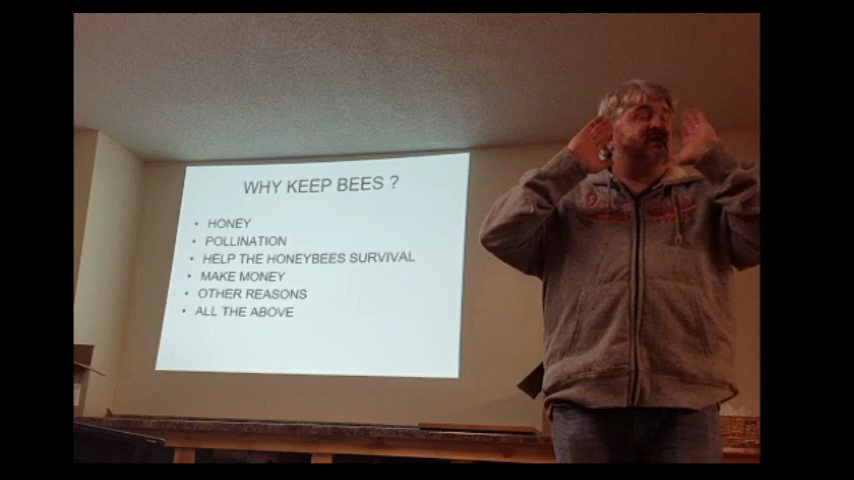 WHY KEEP BEES ?
• HONEY
• POLLINATION
• HELP THE HONEYBEES SURVIVAL
• MAKE MONEY
• OTHER REASONS
• ALL THE ABOVE